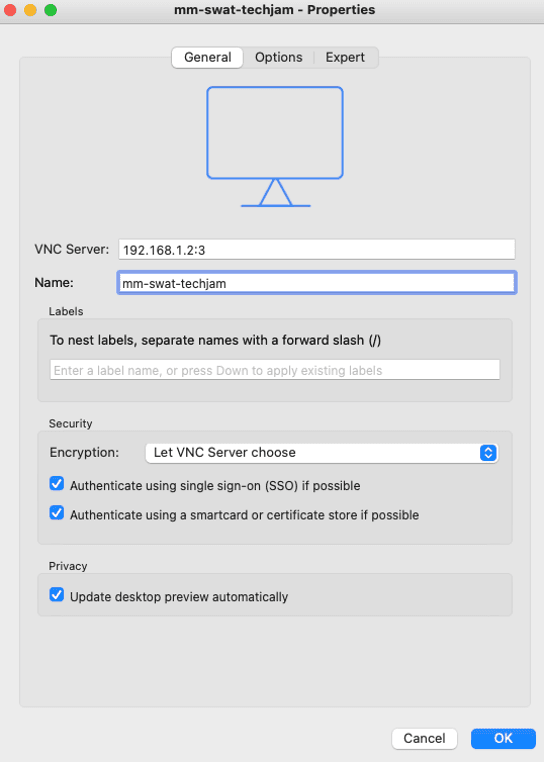 mm-swat-techjam - Properties
General Options Expert
VNC Server: 192.168.1.2:3
Name: mm-swat-techjam
Labels
To nest labels, separate names with a forward slash (/)
Enter a label name, or press Down to apply existing labels
Security
Encryption: Let VNC Server choose
Authenticate using single sign-on (SSO) if possible
Authenticate using a smartcard or certificate store if possible
Privacy
Update desktop preview automatically
Cancel OK